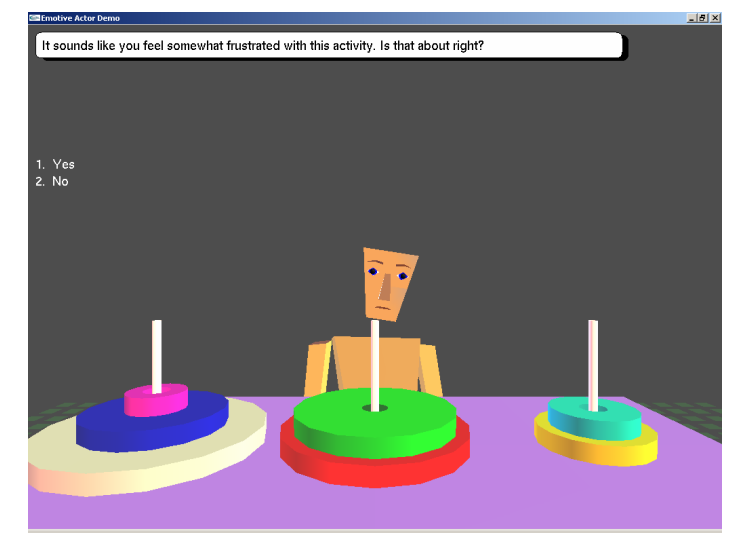 Emotive Actor Demo
It sounds like you feel somewhat frustrated with this activity. Is that about right?
1. Yes
2. No